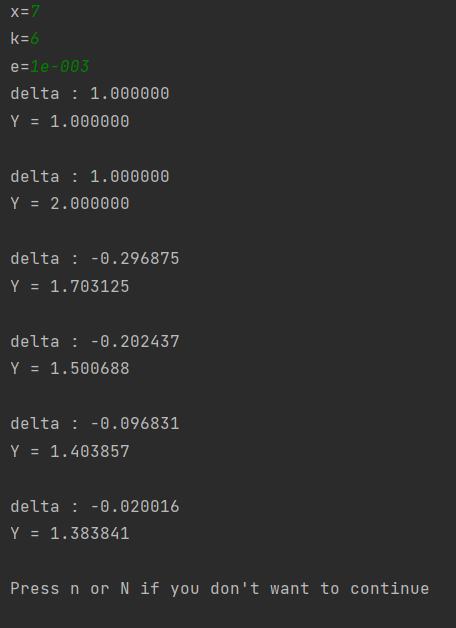 x=7
k=6
e=1e-003
delta : 1.000000
Y = 1.000000
delta : 1.000000
Y = 2.000000
delta : -0.296875
Y = 1.703125
delta : -0.202437
Y = 1.500688
delta : -0.096831
Y = 1.403857
delta : -0.020016
Y = 1.383841
Press n or N if you don't want to continue